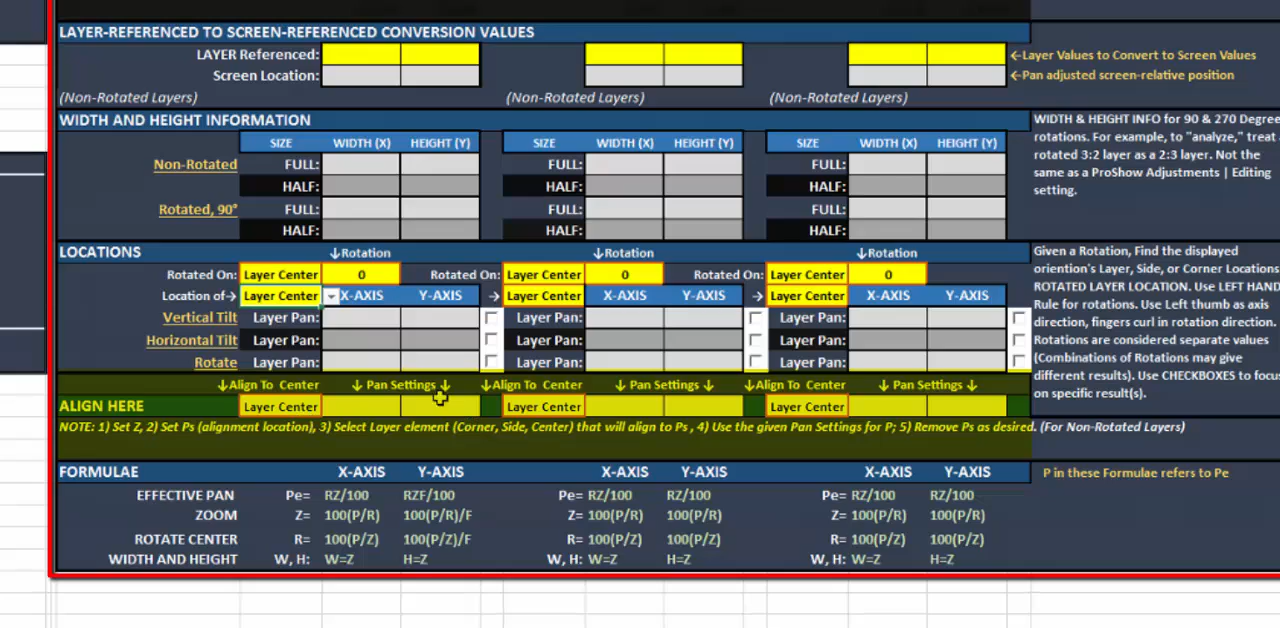 LAYER-REFERENCED TO SCREEN-REFERENCED CONVERSION VALUES
LAYER Referenced: ←Layer Values to Convert to Screen Values
Screen Location: ←Pan adjusted screen-relative position
(Non-Rotated Layers) (Non-Rotated Layers) (Non-Rotated Layers)
WIDTH AND HEIGHT INFORMATION
SIZE WIDTH (X) HEIGHT (Y) SIZE WIDTH (X) HEIGHT (Y) SIZE WIDTH (X) HEIGHT (Y)
Non-Rotated FULL: FULL: FULL:
HALF: HALF: HALF:
Rotated, 90° FULL: FULL: FULL:
HALF: HALF: HALF:
WIDTH & HEIGHT INFO for 90 & 270 Degree
rotations. For example, to "analyze," treat
rotated 3:2 layer as a 2:3 layer. Not the
same as a ProShow Adjustments | Editing
setting.
LOCATIONS ↓Rotation ↓Rotation ↓Rotation
Rotated On: Layer Center 0 Rotated On: Layer Center 0 Rotated On: Layer Center 0
Location of→ Layer Center X-AXIS Y-AXIS → Layer Center X-AXIS Y-AXIS → Layer Center X-AXIS Y-AXIS
Vertical Tilt Layer Pan: Layer Pan: Layer Pan:
Horizontal Tilt Layer Pan: Layer Pan: Layer Pan:
Rotate Layer Pan: Layer Pan: Layer Pan:
Given a Rotation, Find the displayed
oriention's Layer, Side, or Corner Locations
ROTATED LAYER LOCATION. Use LEFT HAND
Rule for rotations. Use Left thumb as axis
direction, fingers curl in rotation direction.
Rotations are considered separate values
(Combinations of Rotations may give
different results). Use CHECKBOXES to focus
on specific result(s).
↓Align To Center ↓ Pan Settings ↓ ↓Align To Center ↓ Pan Settings ↓ ↓Align To Center ↓ Pan Settings ↓
ALIGN HERE Layer Center Layer Center Layer Center
NOTE: 1) Set Z, 2) Set Ps (alignment location), 3) Select Layer element (Corner, Side, Center) that will align to Ps , 4) Use the given Pan Settings for P; 5) Remove Ps as desired. (For Non-Rotated Layers)
FORMULAE X-AXIS Y-AXIS X-AXIS Y-AXIS X-AXIS Y-AXIS P in these Formulae refers to Pe
EFFECTIVE PAN Pe= RZ/100 RZF/100 Pe= RZ/100 RZ/100 Pe= RZ/100 RZ/100
ZOOM Z= 100(P/R) 100(P/R)/F Z= 100(P/R) 100(P/R) Z= 100(P/R) 100(P/R)
ROTATE CENTER R= 100(P/Z) 100(P/Z)/F R= 100(P/Z) 100(P/Z) R= 100(P/Z) 100(P/Z)
WIDTH AND HEIGHT W, H: W=Z H=Z W, H: W=Z H=Z W, H: W=Z H=Z